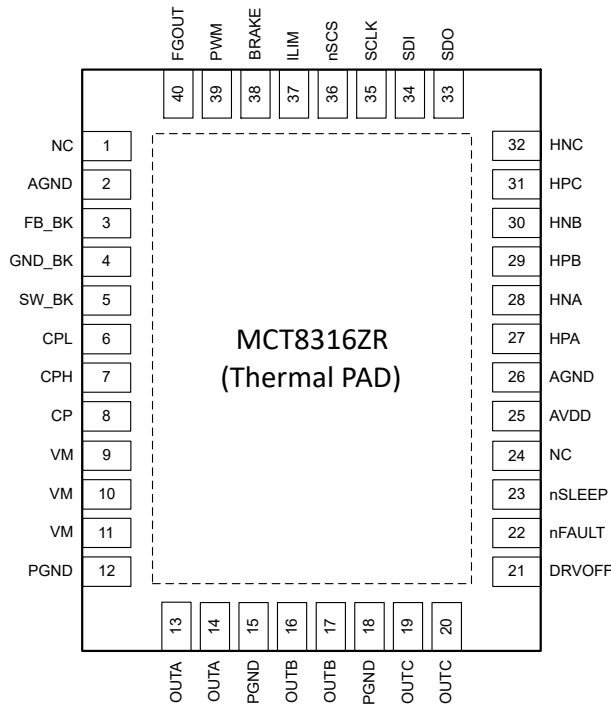 FGOUT PWM BRAKE ILIM nSCS SCLK SDI SDO
40 39 38 37 36 35 34 33
NC 1
AGND 2
FB_BK 3
GND_BK 4
SW_BK 5
CPL 6
CPH 7
CP 8
VM 9
VM 10
VM 11
PGND 12
MCT8316ZR
(Thermal PAD)
32 HNC
31 HPC
30 HNB
29 HPB
28 HNA
27 HPA
26 AGND
25 AVDD
24 NC
23 nSLEEP
22 nFAULT
21 DRVOFF
13 14 15 16 17 18 19 20
OUTA OUTA PGND OUTB OUTB PGND OUTC OUTC